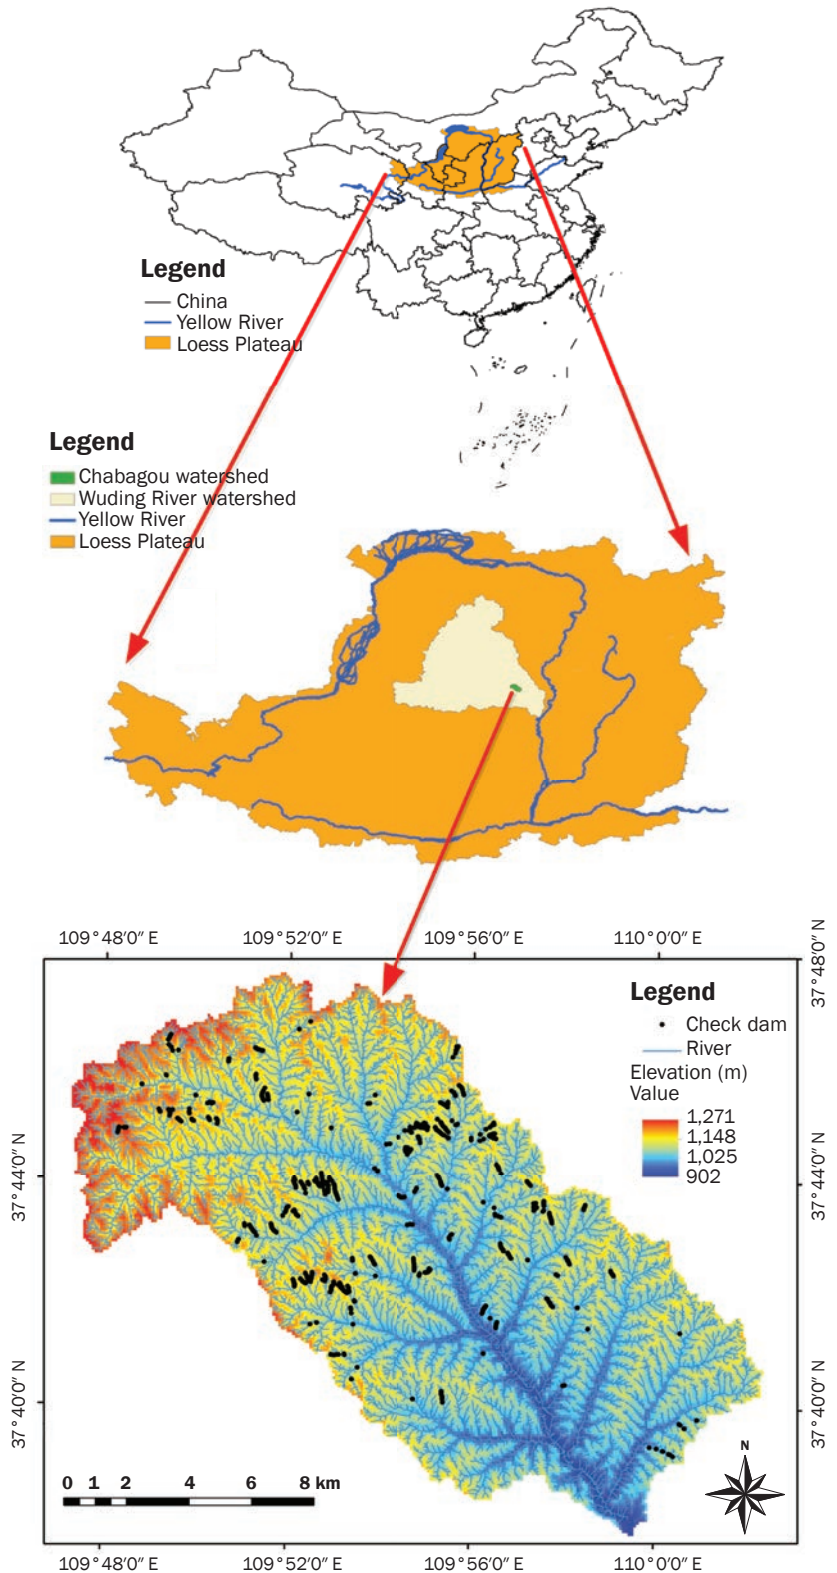 Legend
China
Yellow River
Loess Plateau
Legend
Chabagou watershed
Wuding River watershed
Yellow River
Loess Plateau
109°48′0″ E 109°52′0″ E 109°56′0″ E 110°0′0″ E
37°48′0″ N
Legend
Check dam
River
Elevation (m)
Value
1,271
1,148
1,025
902
37°44′0″ N
37°44′0″ N
37°40′0″ N
37°40′0″ N
N
0 1 2 4 6 8 km
109°48′0″ E 109°52′0″ E 109°56′0″ E 110°0′0″ E